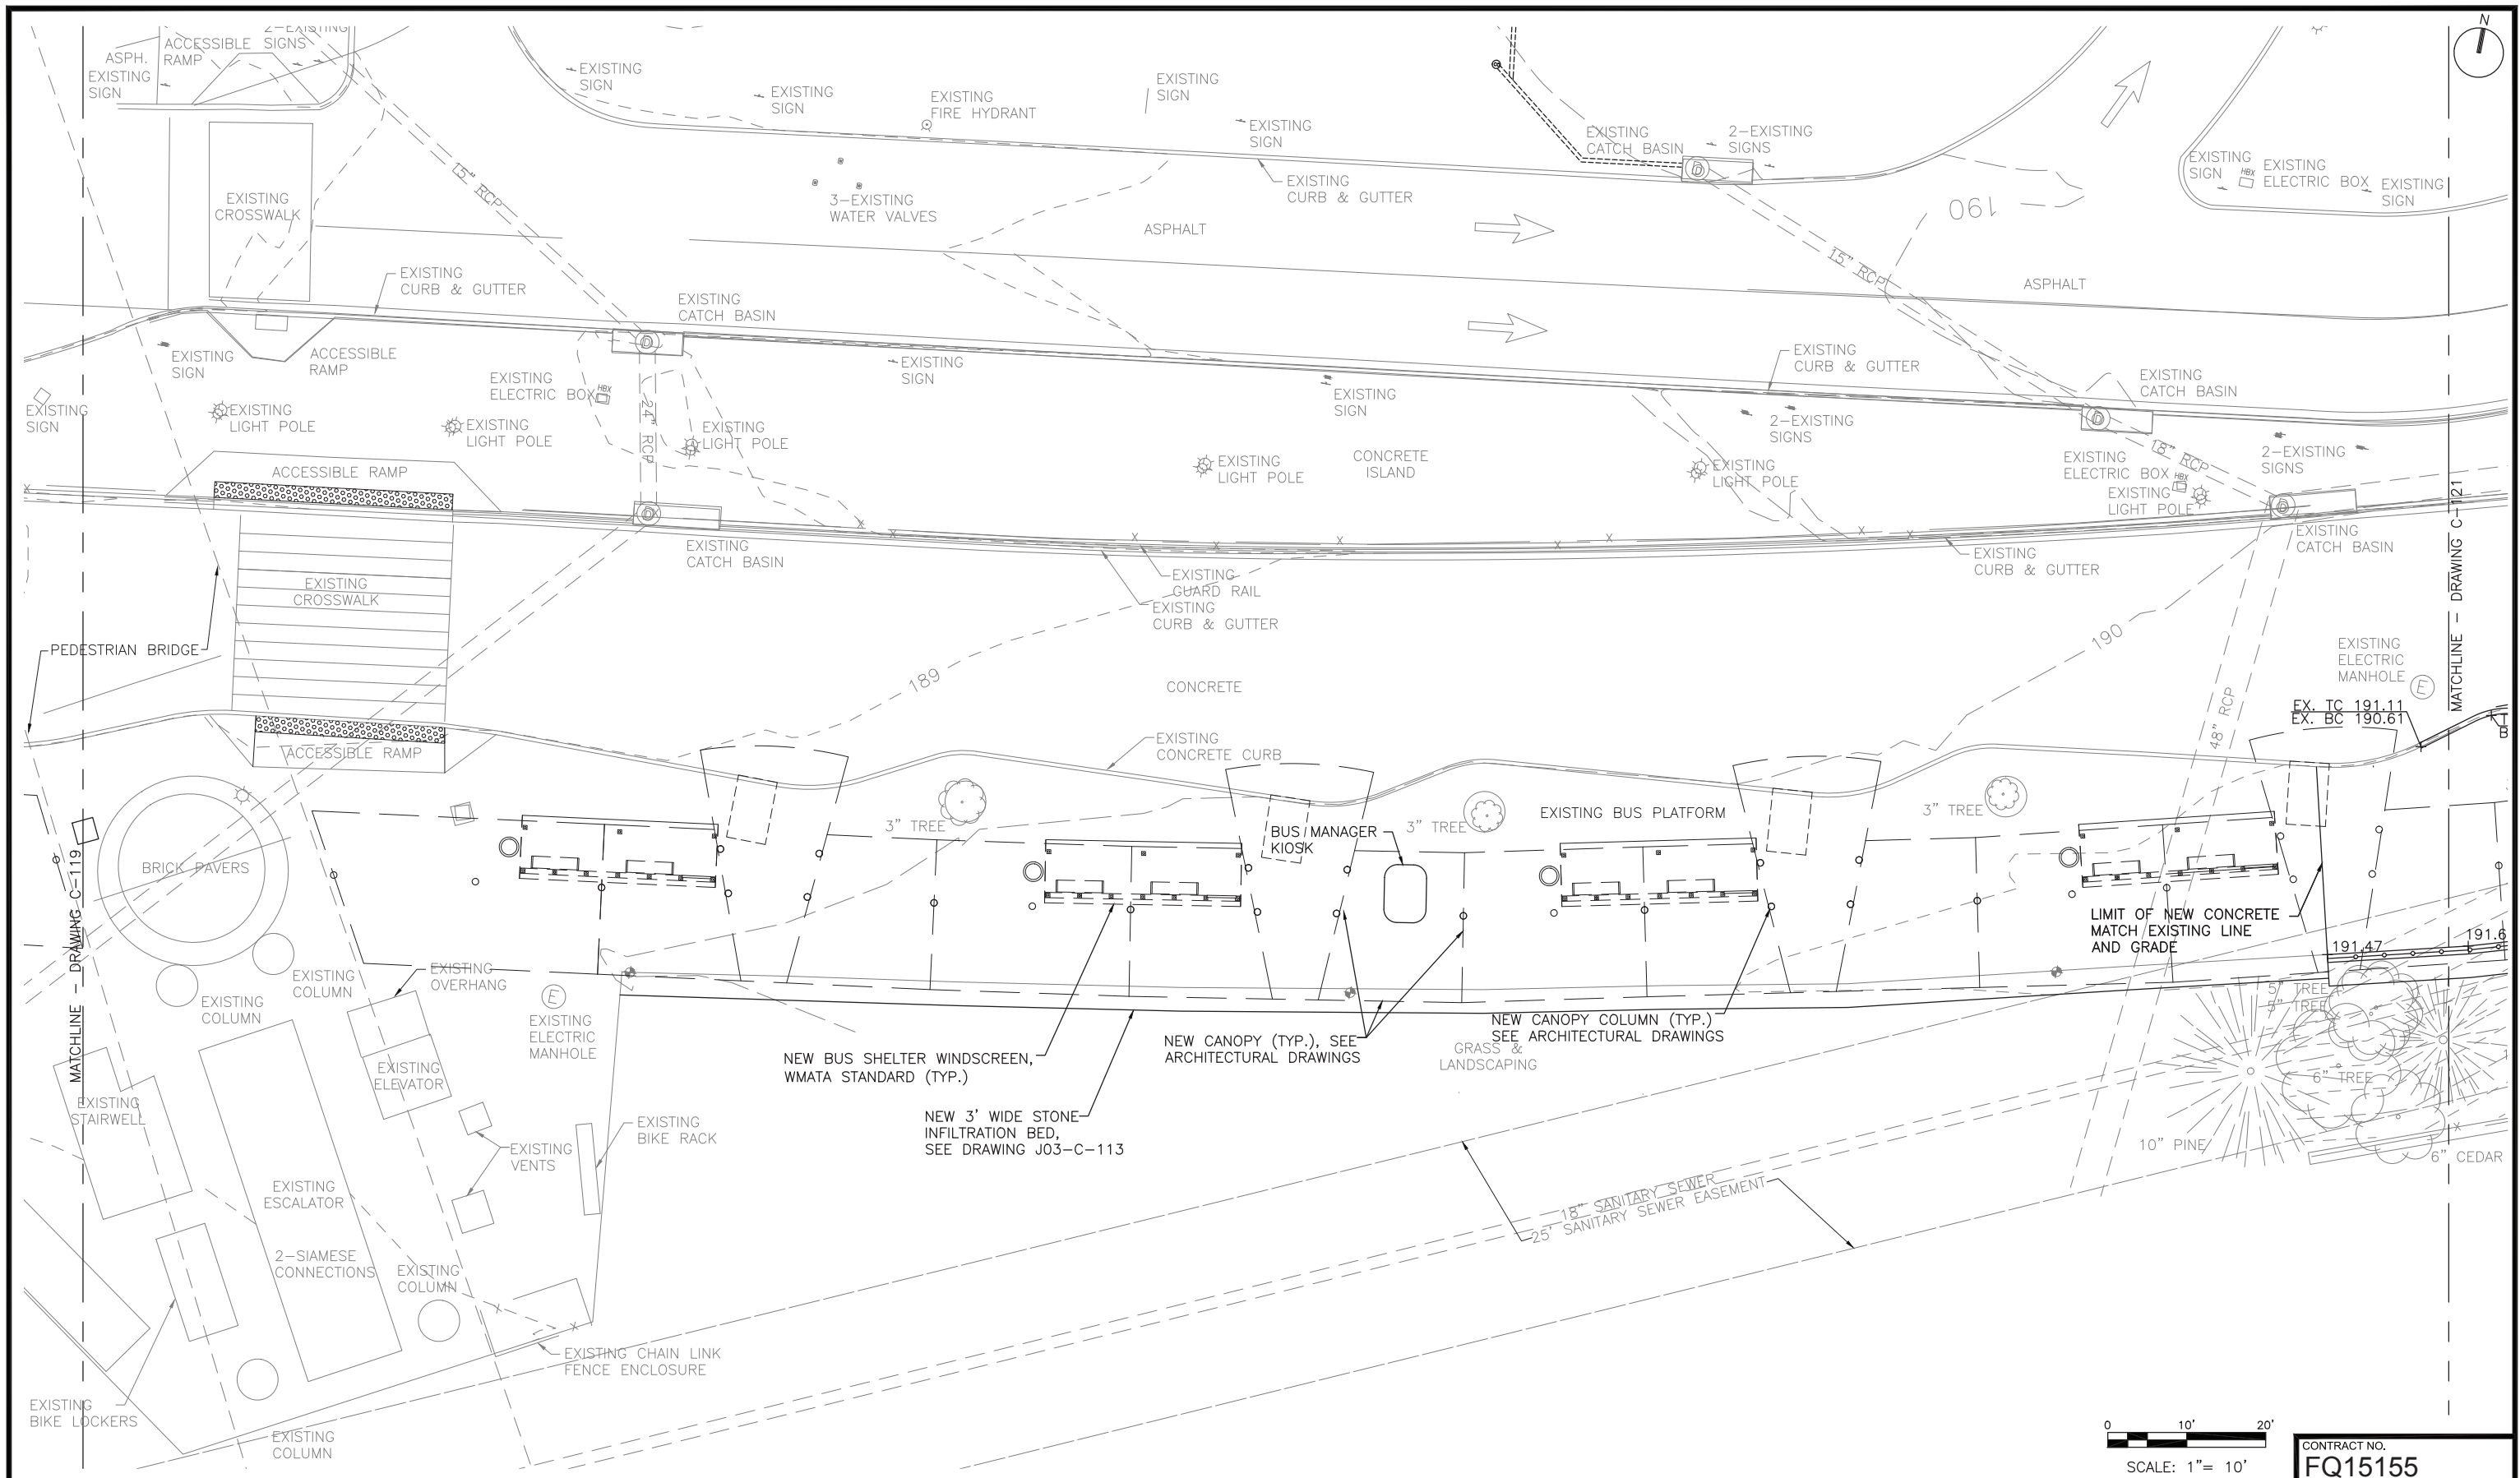 N
2-EXISTING
SIGNS
ACCESSIBLE
RAMP
ASPH.
EXISTING
SIGN
EXISTING
SIGN
EXISTING
SIGN
EXISTING
FIRE HYDRANT
EXISTING
SIGN
EXISTING
SIGN
EXISTING
CATCH BASIN
D
2-EXISTING
SIGNS
EXISTING
SIGN
HBX
EXISTING
ELECTRIC BOX
EXISTING
SIGN
15" RCP
EXISTING
CROSSWALK
3-EXISTING
WATER VALVES
EXISTING
CURB & GUTTER
ASPHALT
190
15" RCP
ASPHALT
EXISTING
CURB & GUTTER
EXISTING
CATCH BASIN
D
EXISTING
SIGN
ACCESSIBLE
RAMP
EXISTING
ELECTRIC BOX
HBX
EXISTING
SIGN
EXISTING
SIGN
EXISTING
CURB & GUTTER
EXISTING
CATCH BASIN
D
EXISTING
SIGN
EXISTING
LIGHT POLE
EXISTING
LIGHT POLE
24" RCP
EXISTING
LIGHT POLE
EXISTING
LIGHT POLE
CONCRETE
ISLAND
2-EXISTING
SIGNS
EXISTING
LIGHT POLE
18" RCP
EXISTING
ELECTRIC BOX
HBX
EXISTING
LIGHT POLE
2-EXISTING
SIGNS
ACCESSIBLE RAMP
D
EXISTING
CATCH BASIN
EXISTING
GUARD RAIL
EXISTING
CURB & GUTTER
EXISTING
CURB & GUTTER
D
EXISTING
CATCH BASIN
MATCHLINE - DRAWING C-121
EXISTING
CROSSWALK
PEDESTRIAN BRIDGE
189
CONCRETE
190
48" RCP
EXISTING
ELECTRIC
MANHOLE
E
EX. TC 191.11
EX. BC 190.61
ACCESSIBLE RAMP
EXISTING
CONCRETE CURB
MATCHLINE - DRAWING C-119
BRICK PAVERS
3" TREE
BUS MANAGER
KIOSK
3" TREE
EXISTING BUS PLATFORM
3" TREE
LIMIT OF NEW CONCRETE
MATCH EXISTING LINE
AND GRADE
191.47
191.6
EXISTING
COLUMN
EXISTING
COLUMN
EXISTING
OVERHANG
E
EXISTING
ELECTRIC
MANHOLE
5" TREE
5" TREE
NEW BUS SHELTER WINDSCREEN,
WMATA STANDARD (TYP.)
NEW CANOPY (TYP.), SEE
ARCHITECTURAL DRAWINGS
NEW CANOPY COLUMN (TYP.)
SEE ARCHITECTURAL DRAWINGS
GRASS &
LANDSCAPING
EXISTING
ELEVATOR
EXISTING
STAIRWELL
NEW 3' WIDE STONE
INFILTRATION BED,
SEE DRAWING J03-C-113
6" TREE
10" PINE
6" CEDAR
EXISTING
BIKE RACK
EXISTING
VENTS
EXISTING
ESCALATOR
18" SANITARY SEWER
25' SANITARY SEWER EASEMENT
2-SIAMESE
CONNECTIONS
EXISTING
COLUMN
EXISTING CHAIN LINK
FENCE ENCLOSURE
EXISTING
BIKE LOCKERS
EXISTING
COLUMN
0 10' 20'
SCALE: 1"= 10'
CONTRACT NO.
FQ15155